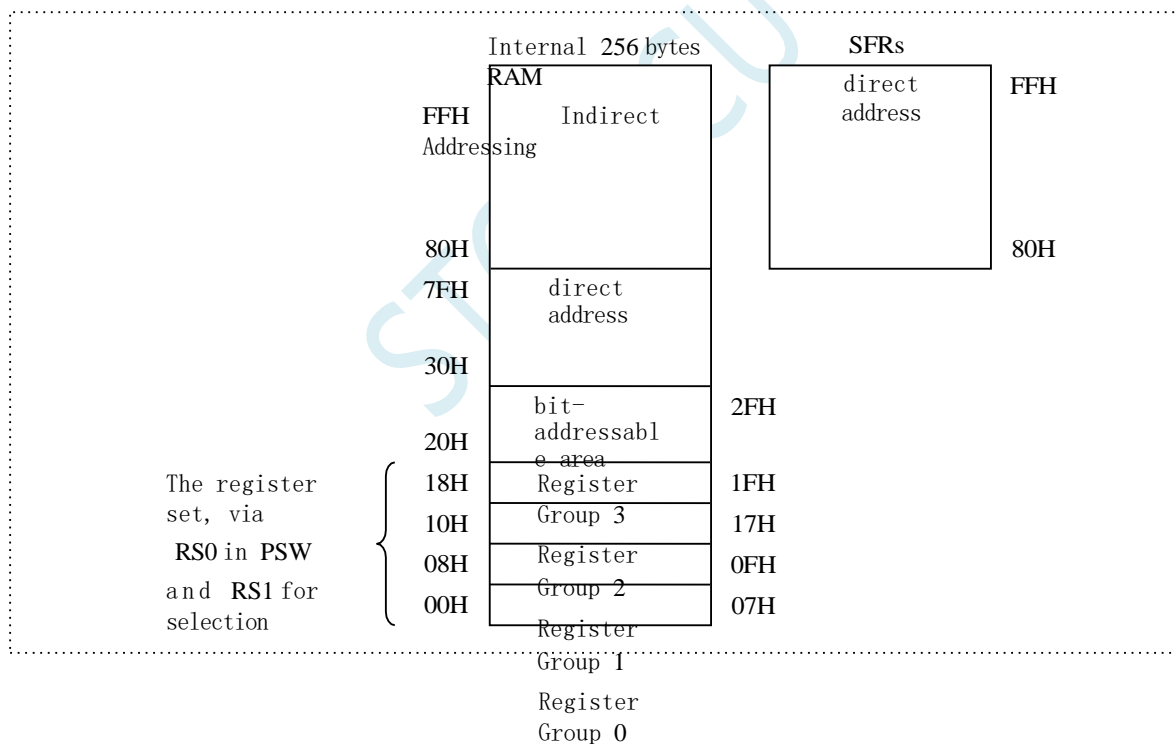 Internal 256 bytes RAM
SFRs
FFH
Indirect
Addressing
direct
address
FFH
80H
80H
7FH
direct
address
30H
bit-
addressabl
e area
2FH
20H
The register
set, via
RS0 in PSW
and RS1 for
selection
18H
Register
Group 3
1FH
10H
Register
Group 2
17H
08H
Register
Group 1
0FH
00H
Register
Group 0
07H